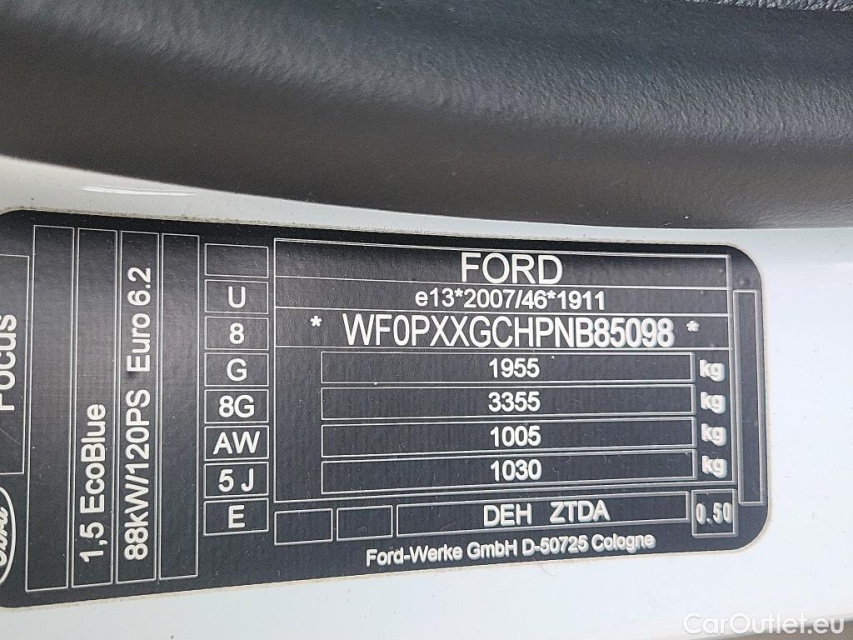 FORD
e13*2007/46*1911
* WF0PXXGCHPNB85098 *
1955 kg
3355 kg
1005 kg
1030 kg
DEH ZTDA 0.50
Ford-Werke GmbH D-50725 Cologne
U
8
G
8G
AW
5 J
E
88kW/120PS Euro 6.2
1,5 EcoBlue
Focus
Ford
CarOutlet.eu